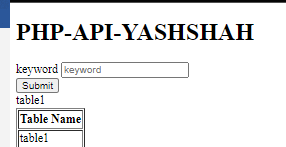 PHP-API-YASHSHAH
keyword keyword
Submit
table1
Table Name
table1